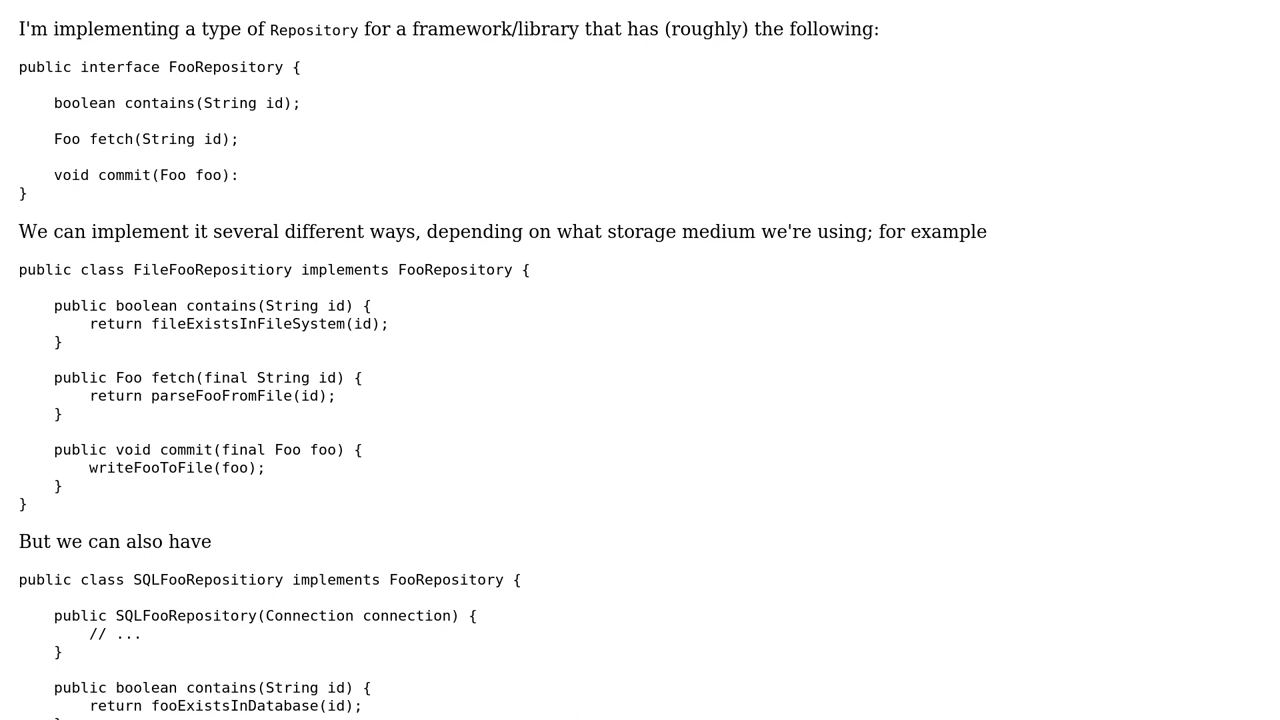 I'm implementing a type of Repository for a framework/library that has (roughly) the following:
public interface FooRepository {
    boolean contains(String id);
    Foo fetch(String id);
    void commit(Foo foo):
}
We can implement it several different ways, depending on what storage medium we're using; for example
public class FileFooRepositiory implements FooRepository {
    public boolean contains(String id) {
        return fileExistsInFileSystem(id);
    }
    public Foo fetch(final String id) {
        return parseFooFromFile(id);
    }
    public void commit(final Foo foo) {
        writeFooToFile(foo);
    }
}
But we can also have
public class SQLFooRepositiory implements FooRepository {
    public SQLFooRepository(Connection connection) {
        // ...
    }
    public boolean contains(String id) {
        return fooExistsInDatabase(id);